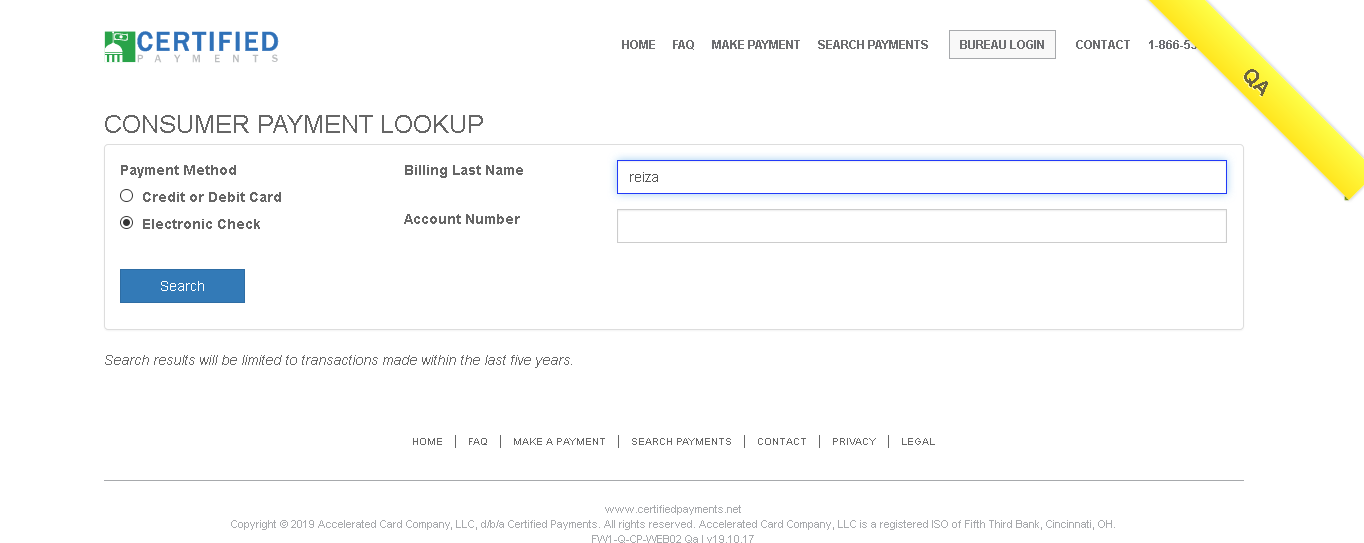 CERTIFIED
PAYMENTS
HOME FAQ MAKE PAYMENT SEARCH PAYMENTS BUREAU LOGIN CONTACT 1-866-53
QA
CONSUMER PAYMENT LOOKUP
Payment Method
Credit or Debit Card
Electronic Check
Billing Last Name
reiza
Account Number
Search
Search results will be limited to transactions made within the last five years.
HOME | FAQ | MAKE A PAYMENT | SEARCH PAYMENTS | CONTACT | PRIVACY | LEGAL
www.certifiedpayments.net
Copyright © 2019 Accelerated Card Company, LLC, d/b/a Certified Payments. All rights reserved. Accelerated Card Company, LLC is a registered ISO of Fifth Third Bank, Cincinnati, OH.
FW1-Q-CP-WEB02 Qa | v19.10.17